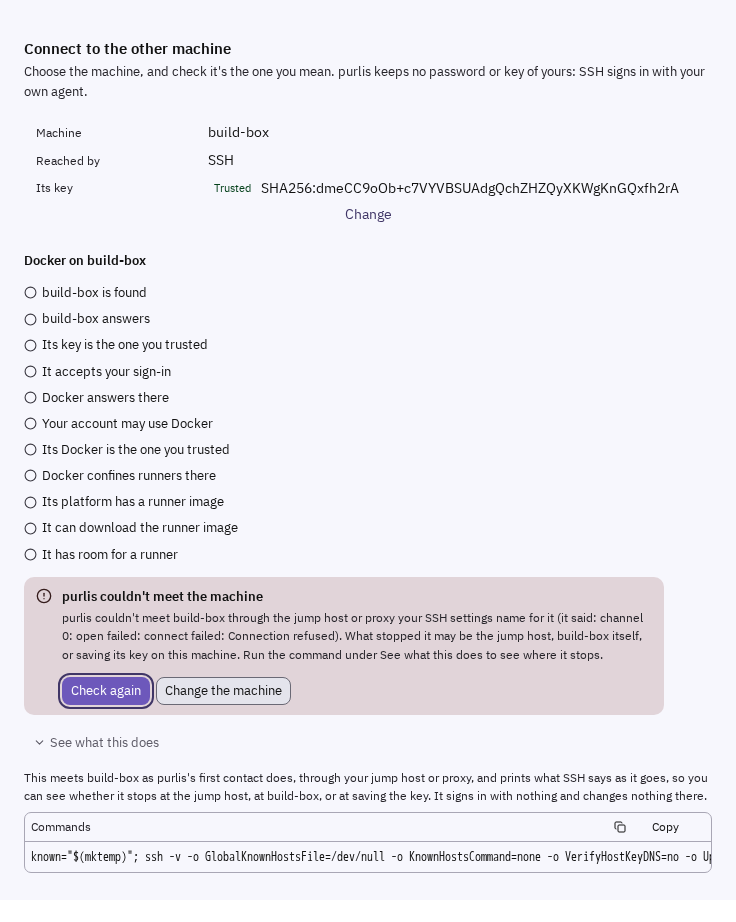 Connect to the other machine
Choose the machine, and check it's the one you mean. purlis keeps no password or key of yours: SSH signs in with your
own agent.
Machine build-box
Reached by SSH
Its key Trusted SHA256:dmeCC9oOb+c7VYVBSUAdgQchZHZQyXKWgKnGQxfh2rA
Change
Docker on build-box
build-box is found
build-box answers
Its key is the one you trusted
It accepts your sign-in
Docker answers there
Your account may use Docker
Its Docker is the one you trusted
Docker confines runners there
Its platform has a runner image
It can download the runner image
It has room for a runner
purlis couldn't meet the machine
purlis couldn't meet build-box through the jump host or proxy your SSH settings name for it (it said: channel
0: open failed: connect failed: Connection refused). What stopped it may be the jump host, build-box itself,
or saving its key on this machine. Run the command under See what this does to see where it stops.
Check again Change the machine
See what this does
This meets build-box as purlis's first contact does, through your jump host or proxy, and prints what SSH says as it goes, so you
can see whether it stops at the jump host, at build-box, or at saving the key. It signs in with nothing and changes nothing there.
Commands Copy
known="$(mktemp)"; ssh -v -o GlobalKnownHostsFile=/dev/null -o KnownHostsCommand=none -o VerifyHostKeyDNS=no -o